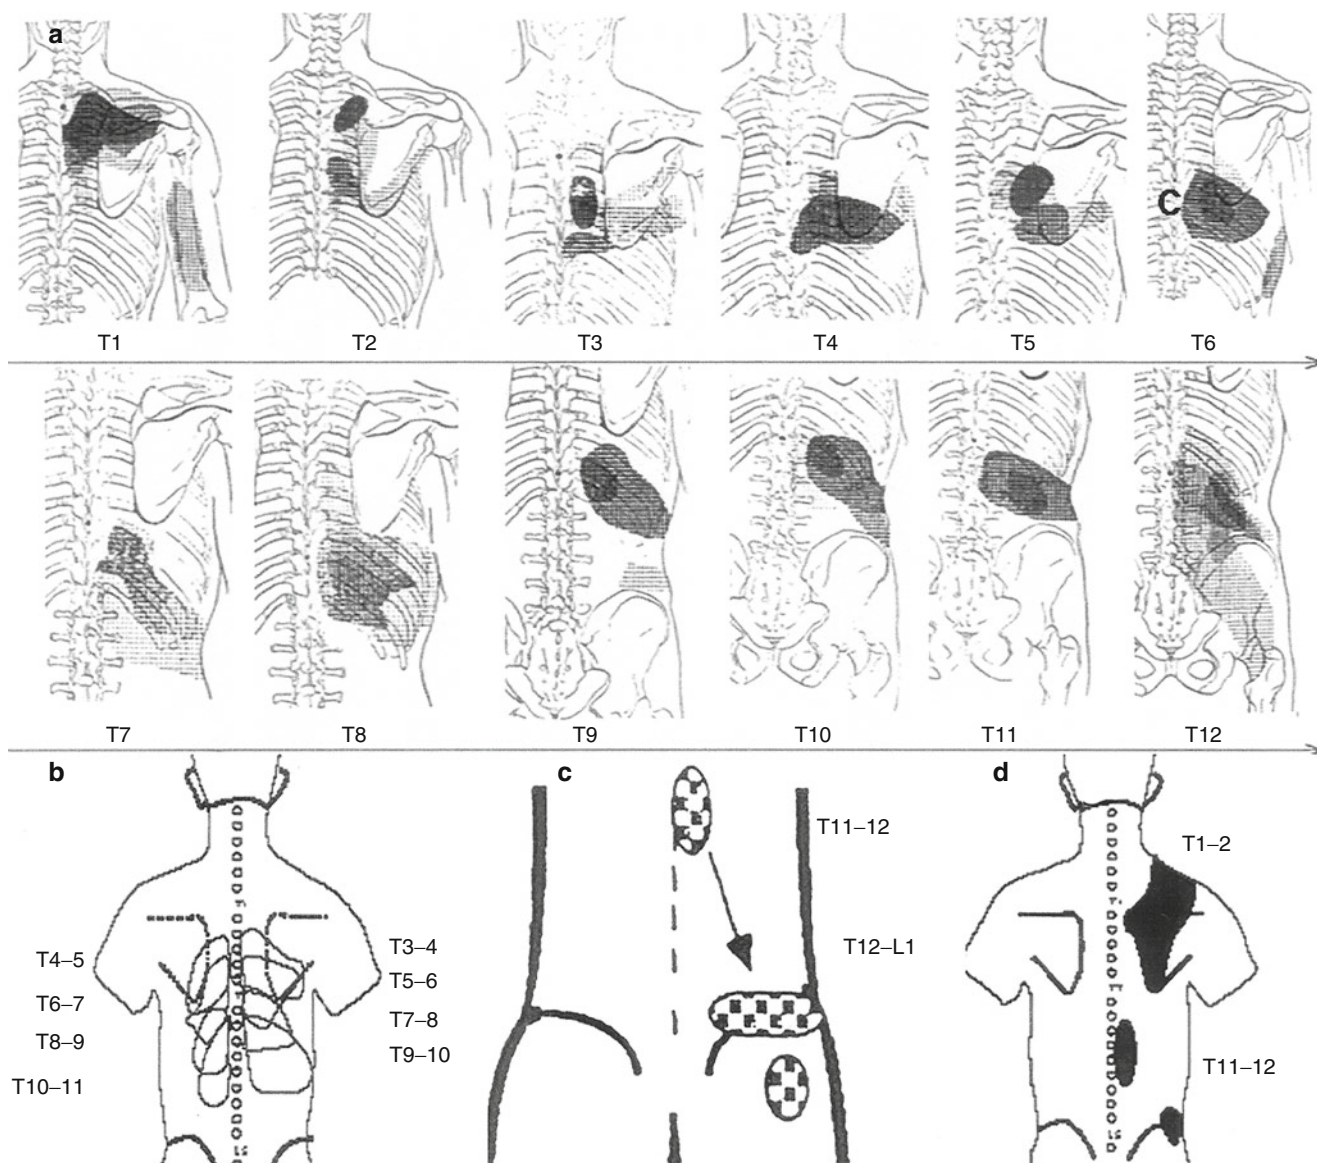 a
C
T1 T2 T3 T4 T5 T6
T7 T8 T9 T10 T11 T12
b c d
T11–12
T1–2
T4–5 T3–4
T12–L1
T5–6
T6–7
T7–8
T8–9
T9–10
T11–12
T10–11